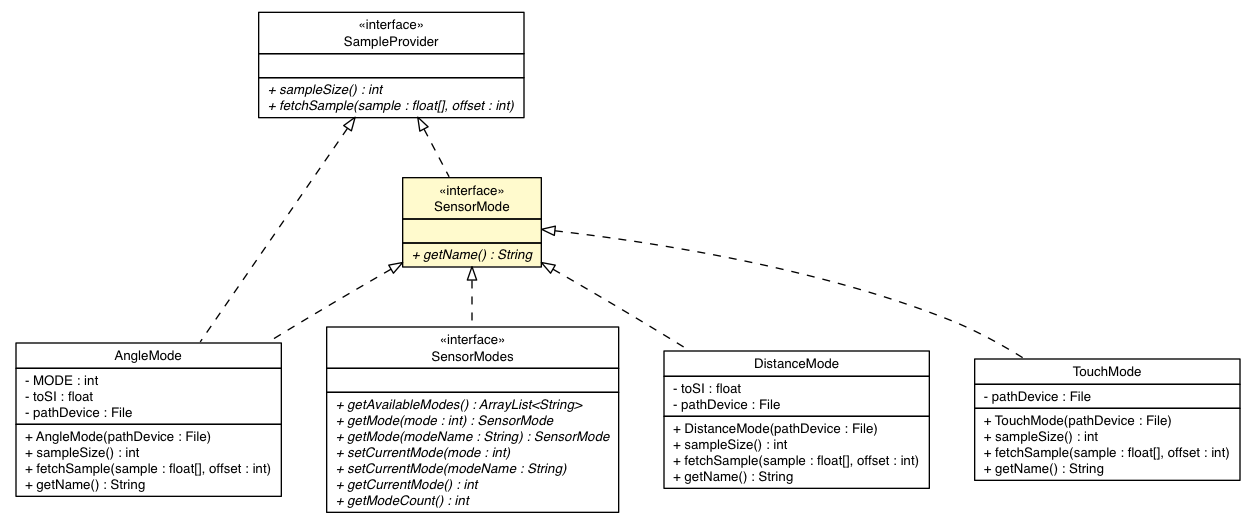 «interface»
SampleProvider
+ sampleSize() : int
+ fetchSample(sample : float[], offset : int)
«interface»
SensorMode
+ getName() : String
AngleMode
- MODE : int
- toSI : float
- pathDevice : File
+ AngleMode(pathDevice : File)
+ sampleSize() : int
+ fetchSample(sample : float[], offset : int)
+ getName() : String
«interface»
SensorModes
+ getAvailableModes() : ArrayList<String>
+ getMode(mode : int) : SensorMode
+ getMode(modeName : String) : SensorMode
+ setCurrentMode(mode : int)
+ setCurrentMode(modeName : String)
+ getCurrentMode() : int
+ getModeCount() : int
DistanceMode
- toSI : float
- pathDevice : File
+ DistanceMode(pathDevice : File)
+ sampleSize() : int
+ fetchSample(sample : float[], offset : int)
+ getName() : String
TouchMode
- pathDevice : File
+ TouchMode(pathDevice : File)
+ sampleSize() : int
+ fetchSample(sample : float[], offset : int)
+ getName() : String